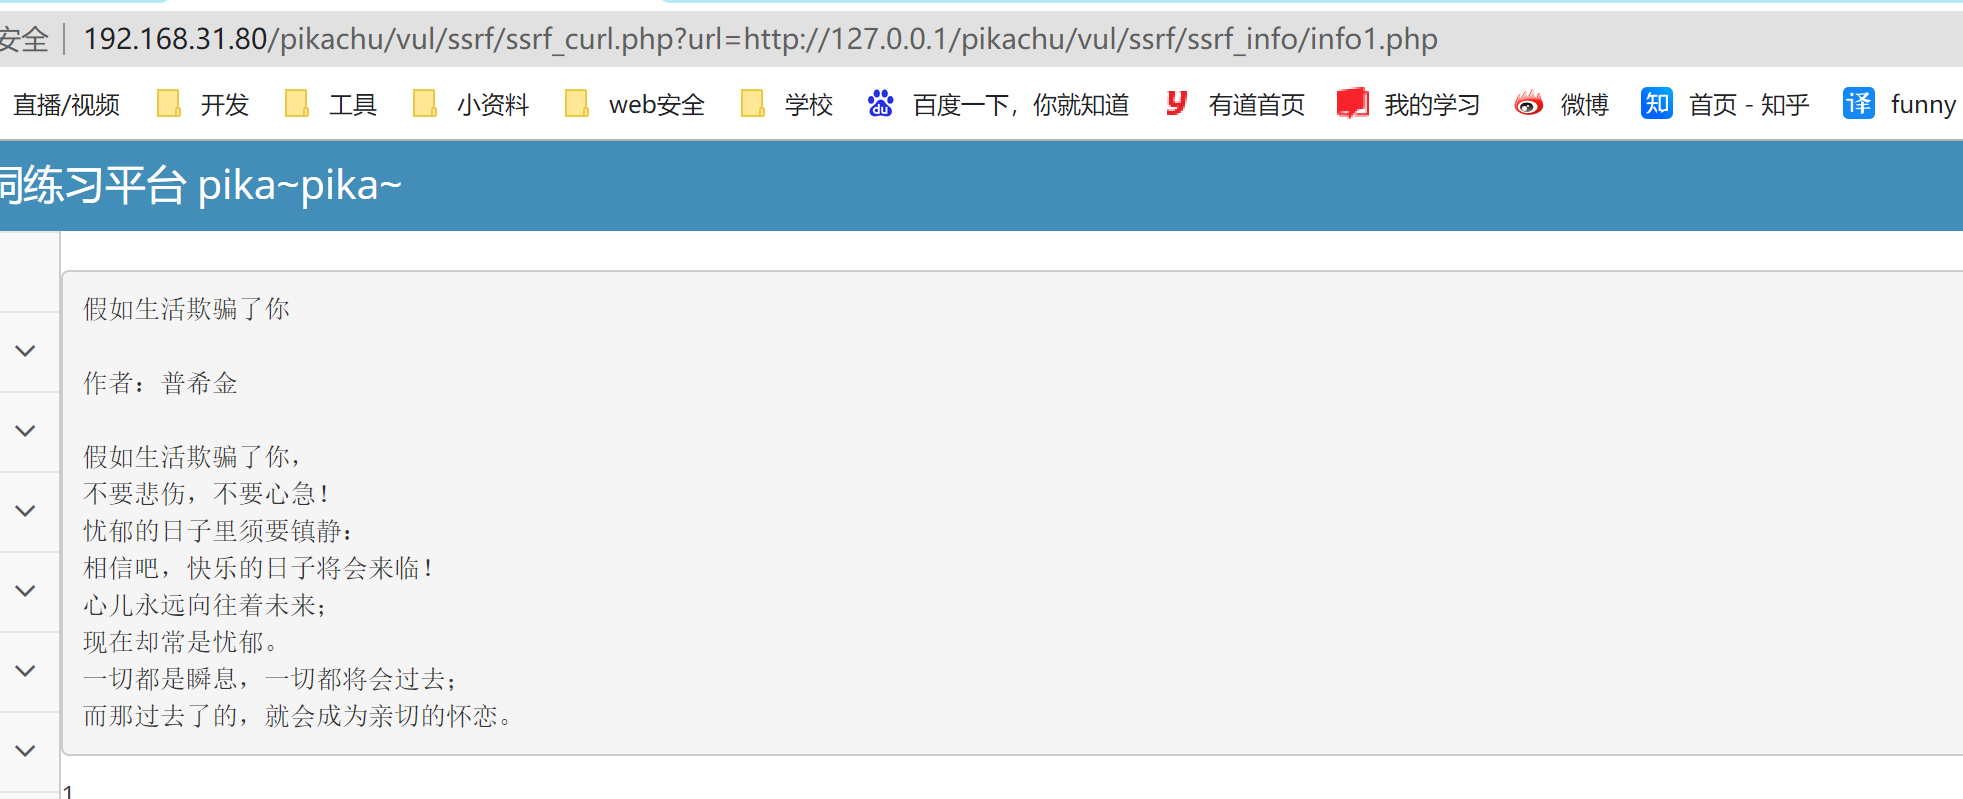 安全 | 192.168.31.80/pikachu/vul/ssrf/ssrf_curl.php?url=http://127.0.0.1/pikachu/vul/ssrf/ssrf_info/info1.php
直播/视频 开发 工具 小资料 web安全 学校 百度一下，你就知道 有道首页 我的学习 微博 知 首页 - 知乎 译 funny
洞练习平台 pika~pika~
假如生活欺骗了你
作者：普希金
假如生活欺骗了你，
不要悲伤，不要心急！
忧郁的日子里须要镇静：
相信吧，快乐的日子将会来临！
心儿永远向往着未来；
现在却常是忧郁。
一切都是瞬息，一切都将会过去；
而那过去了的，就会成为亲切的怀恋。
1